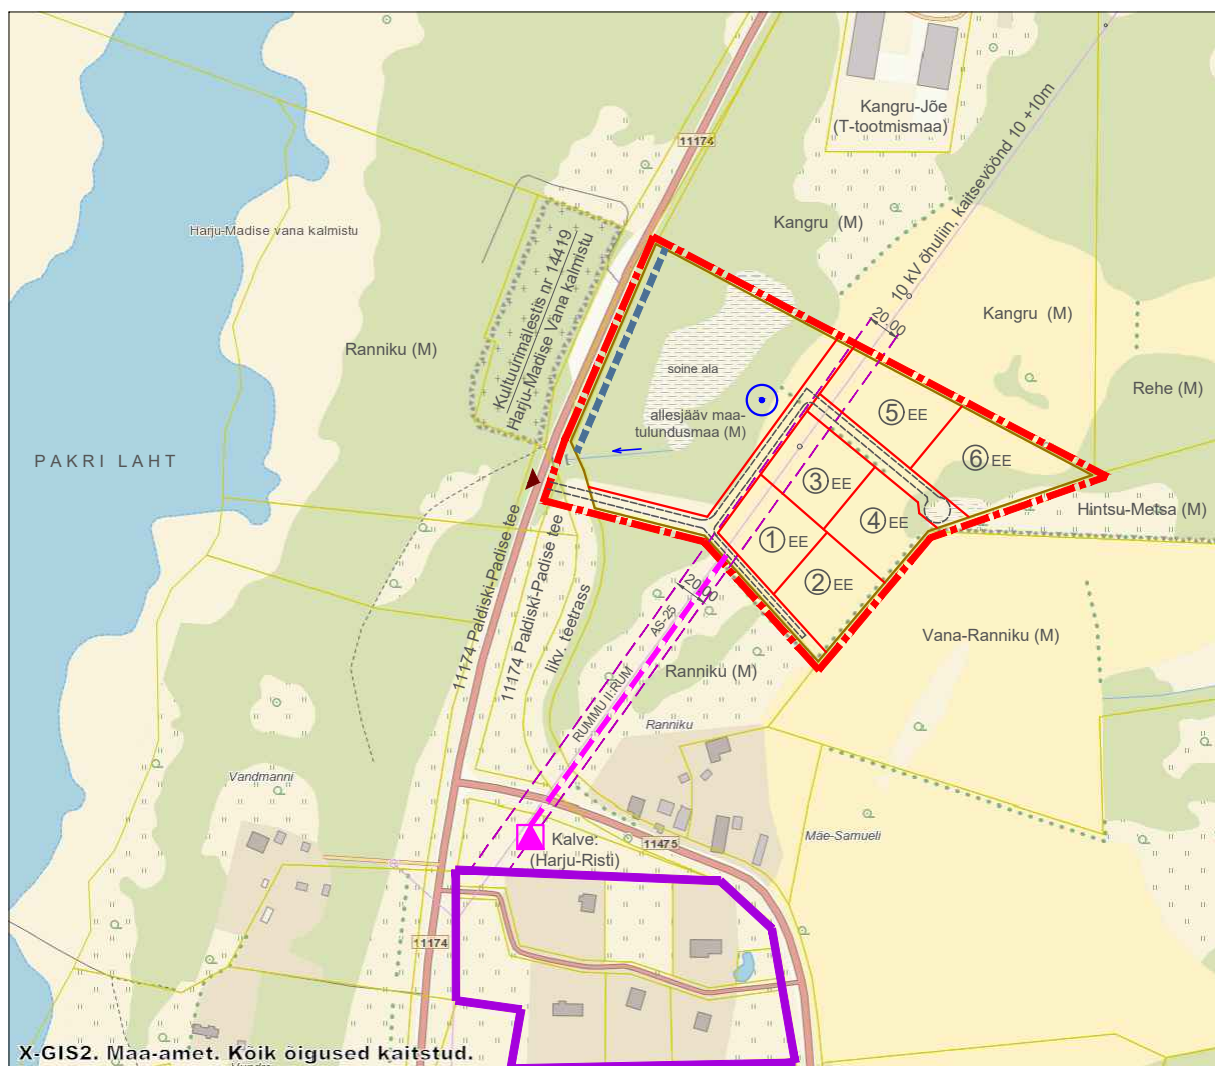 Kangru-Jõe
(T-tootmismaa)
11174
10 kV õhuliin, kaitsevöönd 10 +10m
Kangru (M)
Harju-Madise vana kalmistu
Kultuurimälestis nr 14419
Harju-Madise Vana kalmistu
Kangru (M)
20.00
Ranniku (M)
soine ala
Rehe (M)
allesjääv maa-
tulundusmaa (M)
5 EE
6 EE
PAKRI LAHT
3 EE
Hintsu-Metsa (M)
4 EE
1 EE
2 EE
20.00
11174 Paldiski-Padise tee
11174 Paldiski-Padise tee
likv. teetrass
AS-25
RUMMU II:RUM
Vana-Ranniku (M)
Ranniku (M)
Ranniku
Vandmanni
Mäe-Samueli
Kalve:
(Harju-Risti)
11475
11174
X-GIS2. Maa-amet. Kõik õigused kaitstud.